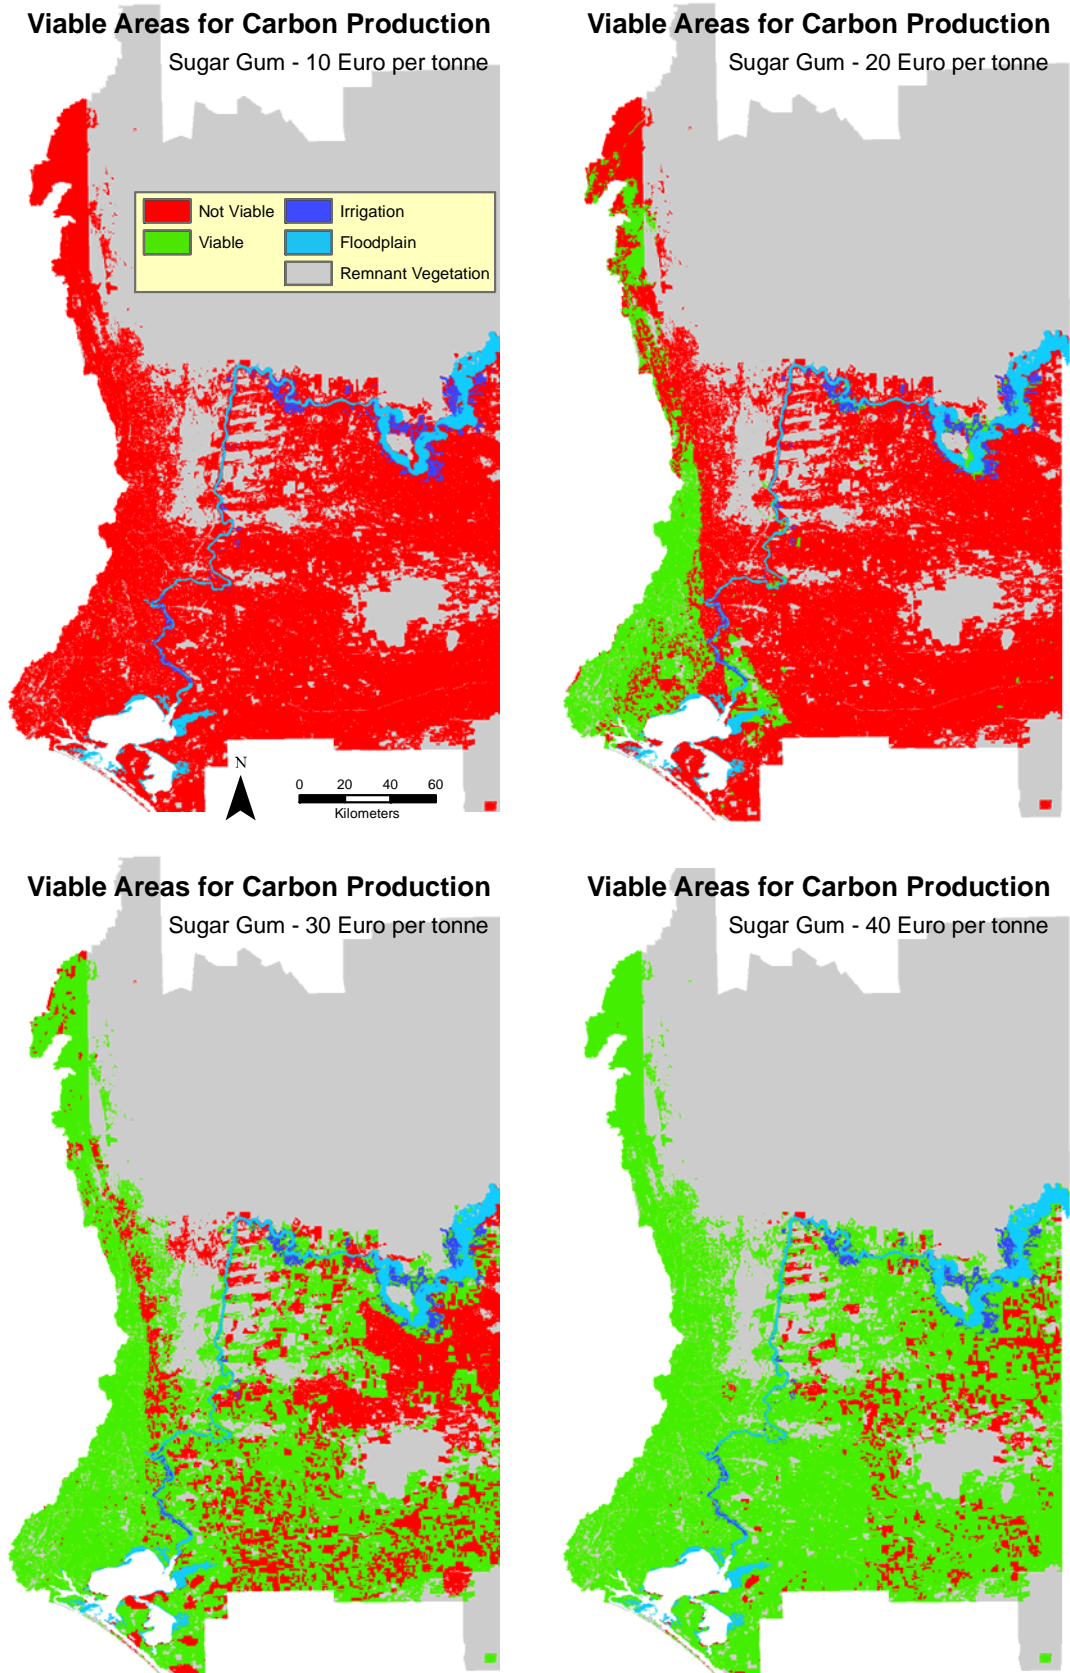 Viable Areas for Carbon Production
Sugar Gum - 10 Euro per tonne
Not Viable
Irrigation
Viable
Floodplain
Remnant Vegetation
N
0 20 40 60
Kilometers
Viable Areas for Carbon Production
Sugar Gum - 20 Euro per tonne
Viable Areas for Carbon Production
Sugar Gum - 30 Euro per tonne
Viable Areas for Carbon Production
Sugar Gum - 40 Euro per tonne